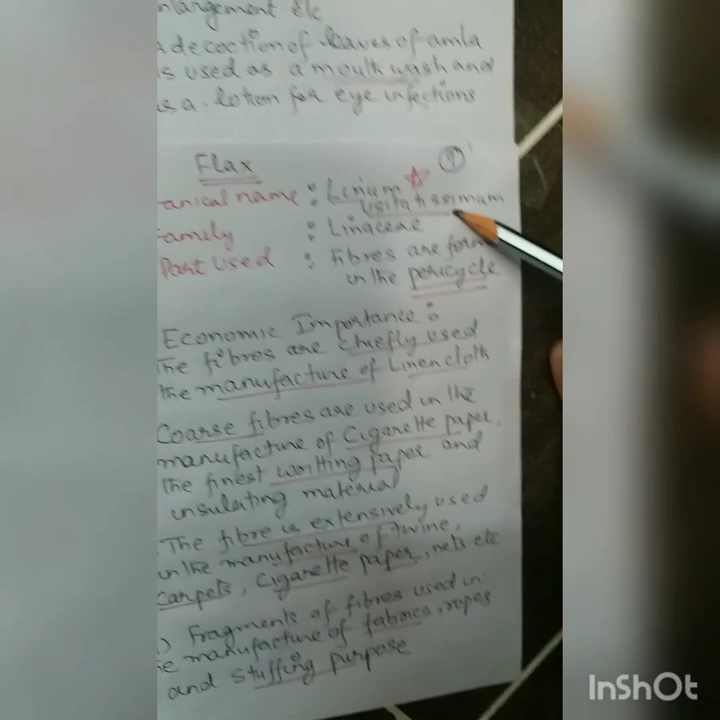 nlargement etc
A decoction of leaves of amla
is used as a mouth wash and
as a lotion for eye infections
Flax
9
anical name : Linum
usitatissimum
Family : Linaceae
Part used : Fibres are form
in the pericycle
Economic Importance :
The fibres are chiefly used
the manufacture of Linen cloth
Coarse fibres are used in the
manufacture of Cigarette paper,
the finest writting paper and
insulating material
The fibre is extensively used
in the manufacture of twine,
carpets, Cigarette paper, nets etc
) Fragments of fibres used in
e manufacture of fabrics, ropes
and stuffing purpose
InShOt